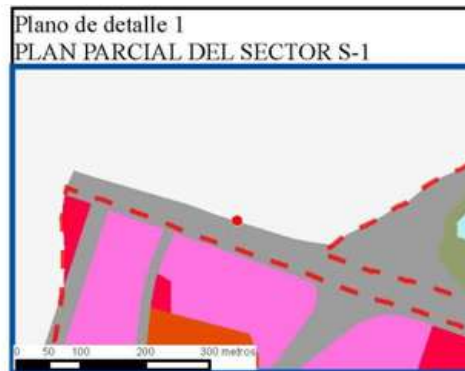 Plano de detalle 1
PLAN PARCIAL DEL SECTOR S-1
0 50 100 200 300 metros